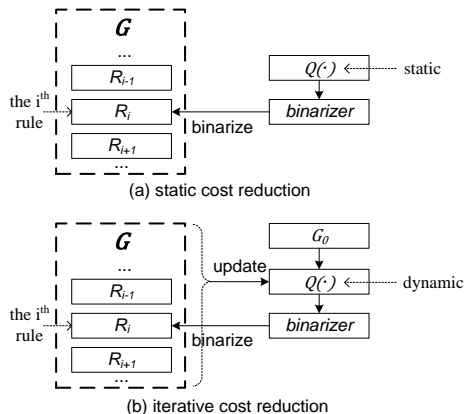 G
...
R_{i-1}
Q(·)
static
the i^{th}
rule
R_i
binarizer
binarize
R_{i+1}
...
(a) static cost reduction
G
G_0
...
update
R_{i-1}
Q(·)
dynamic
the i^{th}
rule
R_i
binarizer
binarize
R_{i+1}
...
(b) iterative cost reduction